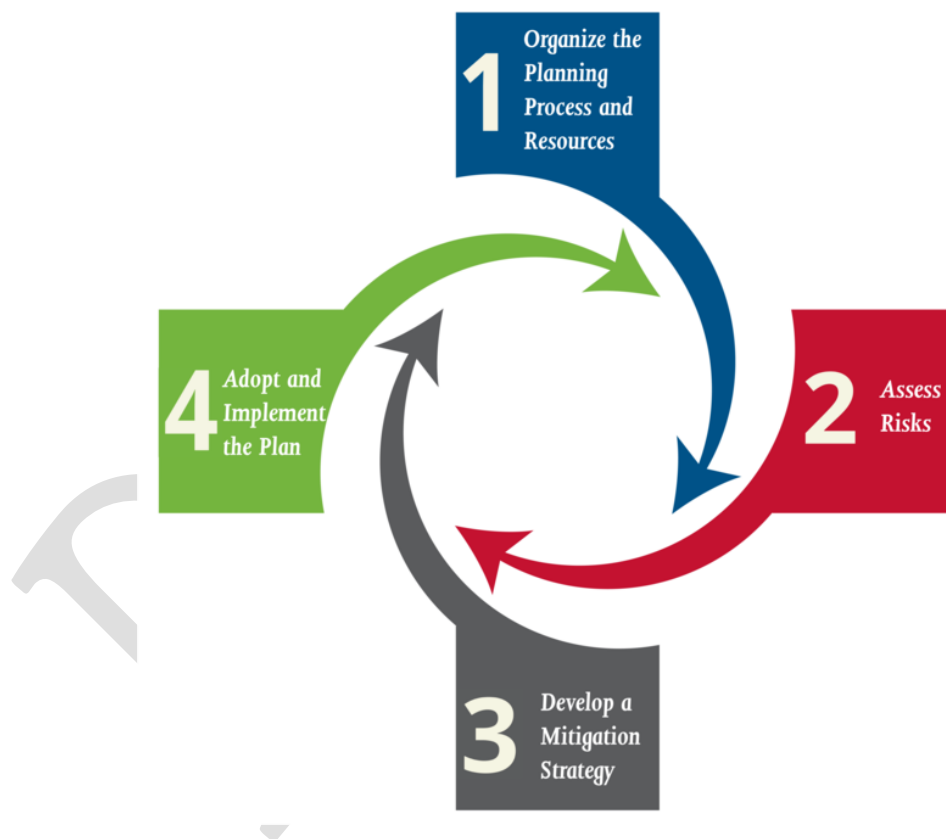 1
Organize the
Planning
Process and
Resources
2
Assess
Risks
3
Develop a
Mitigation
Strategy
4
Adopt and
Implement
the Plan